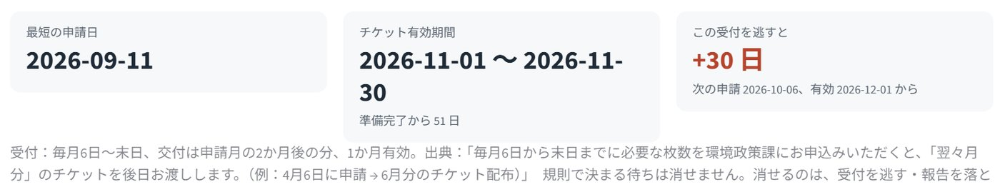 最短の申請日
2026-09-11
チケット有効期間
2026-11-01 〜 2026-11-
30
準備完了から 51 日
この受付を逃すと
+30 日
次の申請 2026-10-06、有効 2026-12-01 から
受付：毎月6日〜末日、交付は申請月の2か月後の分、1か月有効。出典：「毎月6日から末日までに必要な枚数を環境政策課にお申込みいただくと、「翌々月
分」のチケットを後日お渡しします。（例：4月6日に申請→6月分のチケット配布）」 規則で決まる待ちは消せません。消せるのは、受付を逃す・報告を落と